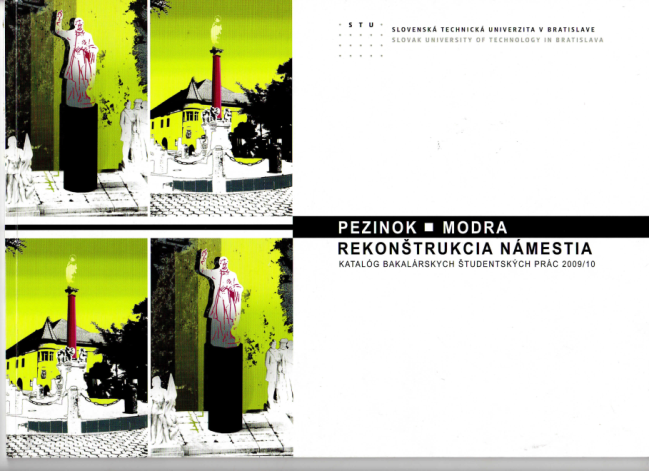 S T U
SLOVENSKÁ TECHNICKÁ UNIVERZITA V BRATISLAVE
SLOVAK UNIVERSITY OF TECHNOLOGY IN BRATISLAVA
PEZINOK ■ MODRA
REKONŠTRUKCIA NÁMESTIA
KATALÓG BAKALÁRSKYCH ŠTUDENTSKÝCH PRÁC 2009/10